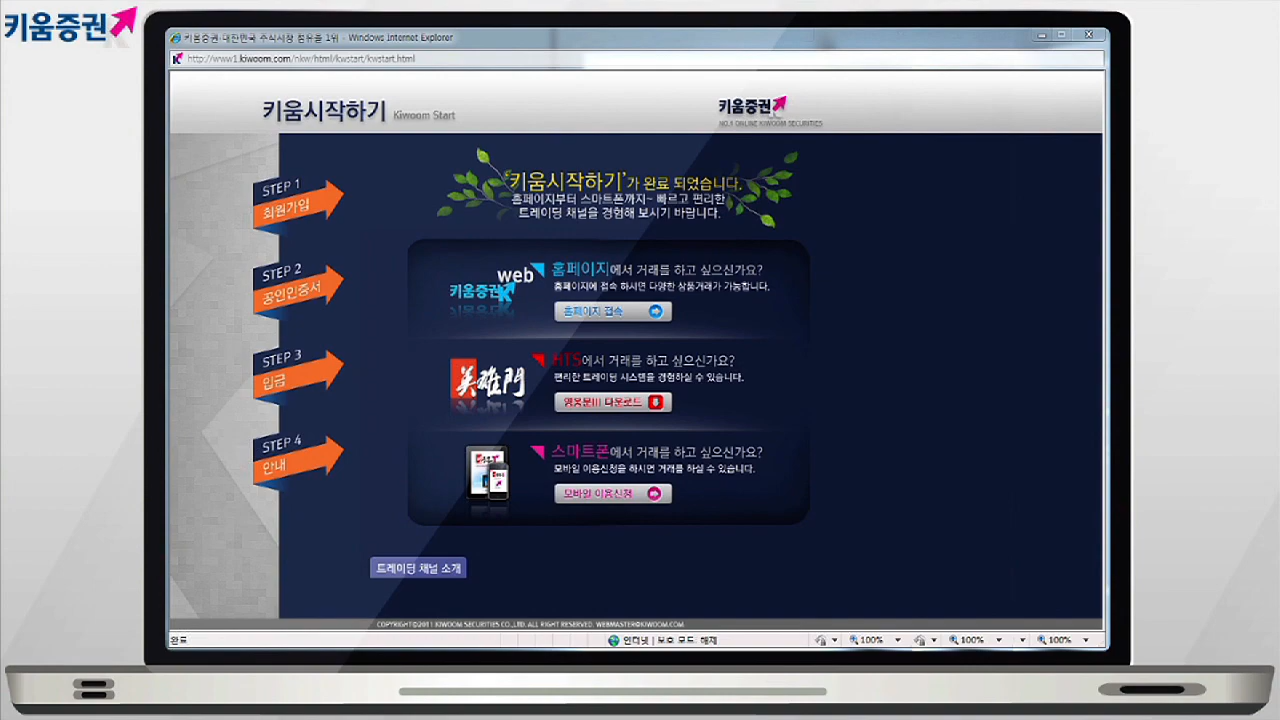 키움증권
키움증권-대한민국 주식시장 점유율 1위 - Windows Internet Explorer
http://www1.kiwoom.com/nkw/html/kwstart/kwstart.html
키움시작하기 Kiwoom Start
키움증권
NO.1 ONLINE KIWOOM SECURITIES
STEP 1
회원가입
STEP 2
공인인증서
STEP 3
입금
STEP 4
안내
'키움시작하기'가 완료 되었습니다.
홈페이지부터 스마트폰까지~ 빠르고 편리한
트레이딩 채널을 경험해 보시기 바랍니다.
키움증권 web
홈페이지에서 거래를 하고 싶으신가요?
홈페이지에 접속 하시면 다양한 상품거래가 가능합니다.
홈페이지 접속
英雄門
HTS에서 거래를 하고 싶으신가요?
편리한 트레이딩 시스템을 경험하실 수 있습니다.
영웅문III 다운로드
스마트폰에서 거래를 하고 싶으신가요?
모바일 이용신청을 하시면 거래를 하실 수 있습니다.
모바일 이용신청
트레이딩 채널 소개
COPYRIGHT©2011 KIWOOM SECURITIES CO.,LTD. ALL RIGHT RESERVED. WEBMASTER@KIWOOM.COM
완료
인터넷 | 보호 모드: 해제
100%
100%
100%